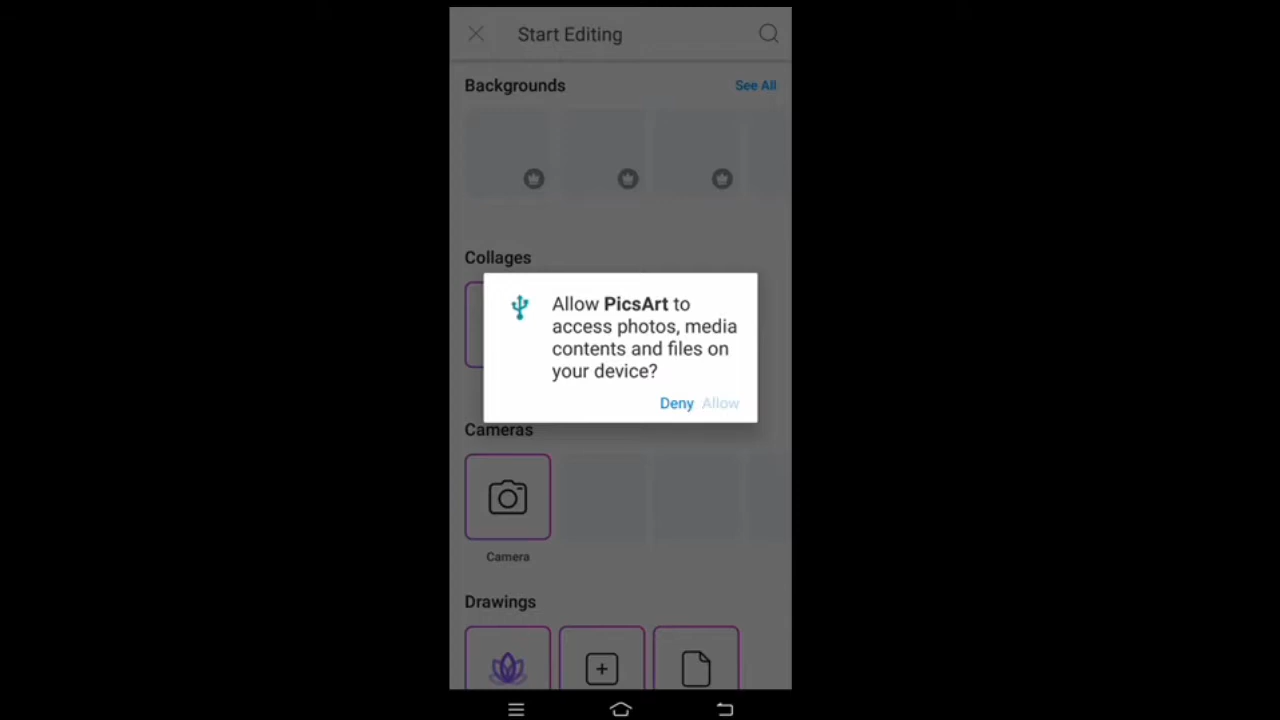 Start Editing
Backgrounds
See All
Collages
Allow PicsArt to
access photos, media
contents and files on
your device?
Deny Allow
Cameras
Camera
Drawings